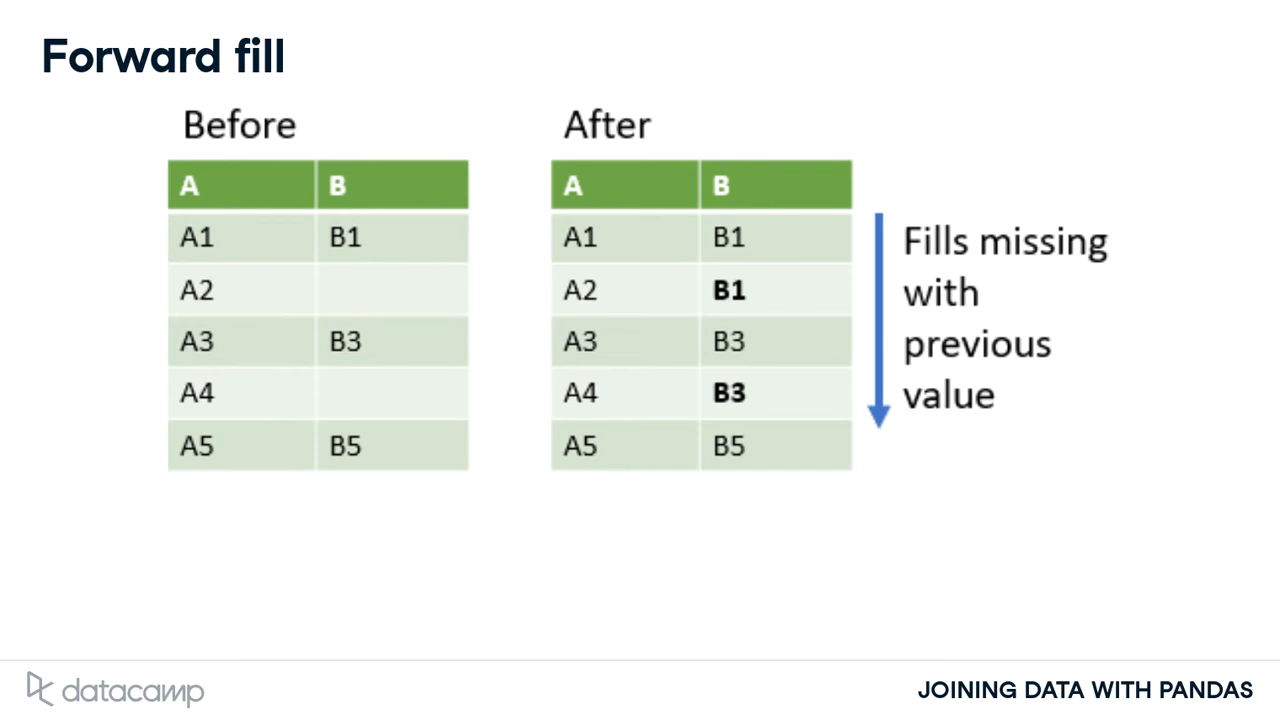 Forward fill
Before
A B
A1 B1
A2
A3 B3
A4
A5 B5
After
A B
A1 B1
A2 B1
A3 B3
A4 B3
A5 B5
Fills missing
with
previous
value
datacamp
JOINING DATA WITH PANDAS